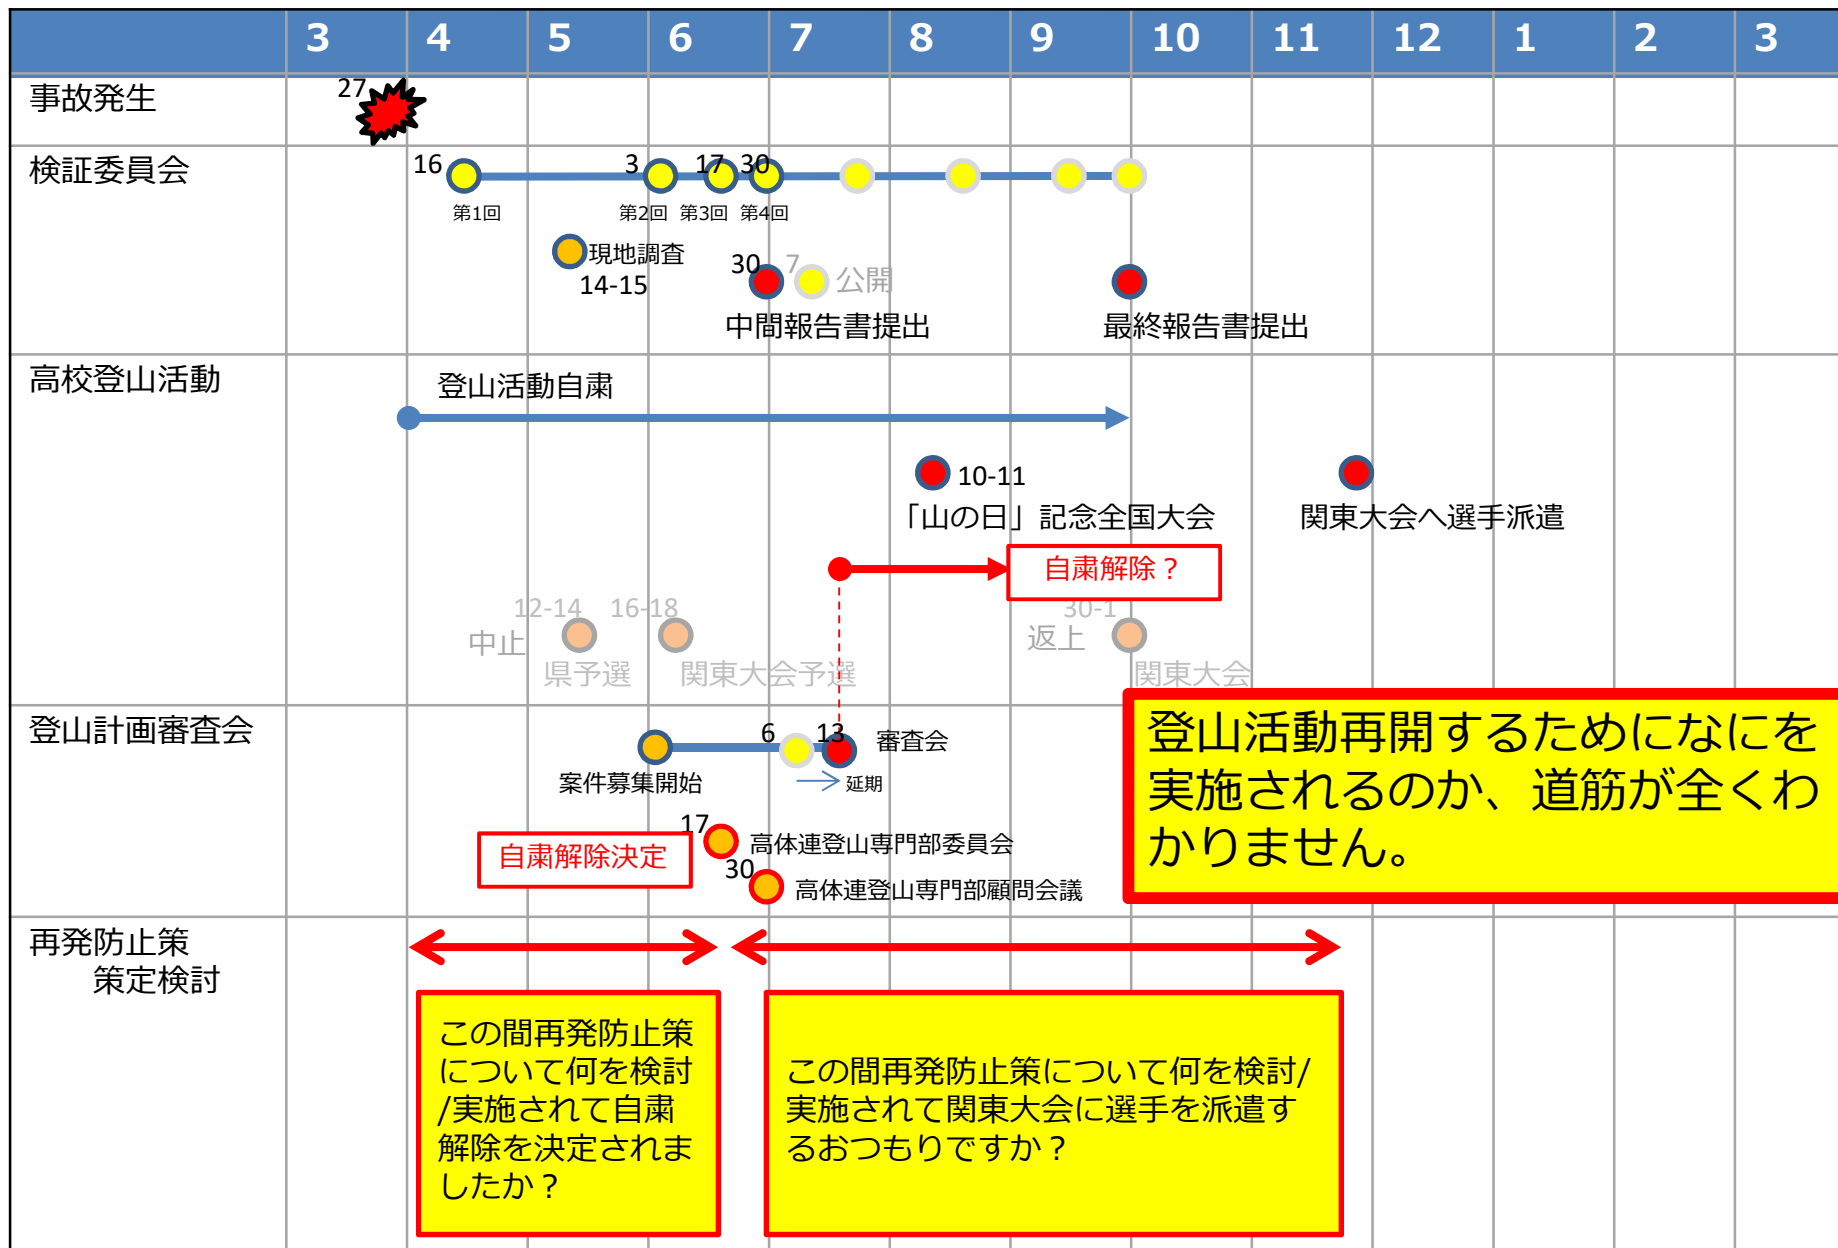 3 4 5 6 7 8 9 10 11 12 1 2 3
事故発生
27
検証委員会
16 3 17 30
第1回 第2回 第3回 第4回
現地調査
14-15
30 7 公開
中間報告書提出 最終報告書提出
高校登山活動
登山活動自粛
10-11
「山の日」記念全国大会 関東大会へ選手派遣
自粛解除？
12-14 16-18 30-1
中止 返上
県予選 関東大会予選 関東大会
登山計画審査会
6 13 審査会
案件募集開始 延期
17
高体連登山専門部委員会
自粛解除決定
30
高体連登山専門部顧問会議
登山活動再開するためになにを
実施されるのか、道筋が全くわ
かりません。
再発防止策
策定検討
この間再発防止策
について何を検討
/実施されて自粛
解除を決定されま
したか？
この間再発防止策について何を検討/
実施されて関東大会に選手を派遣す
るおつもりですか？